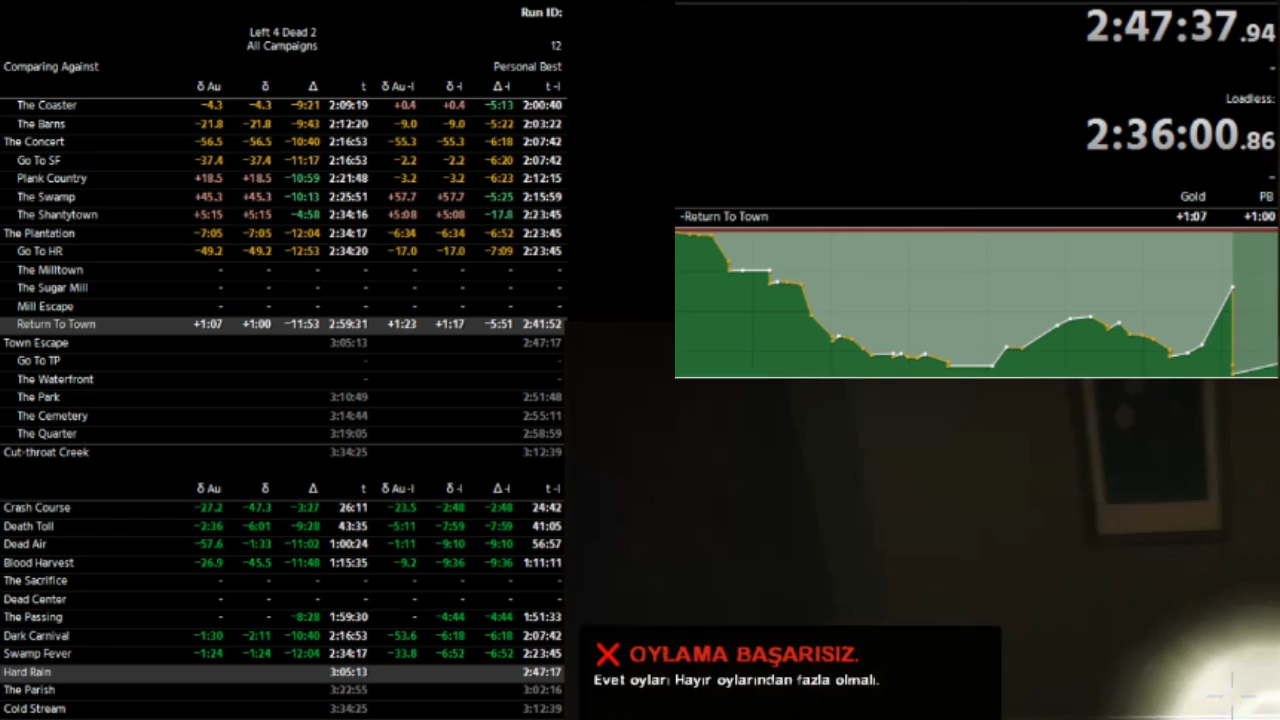 Run ID:
Left 4 Dead 2
All Campaigns
12
Comparing Against Personal Best
δ Au δ Δ t δ Au-I δ -I Δ -I t -I
The Coaster −4.3 −4.3 −9:21 2:09:19 +0.4 +0.4 −5:13 2:00:40
The Barns −21.8 −21.8 −9:43 2:12:20 −9.0 −9.0 −5:22 2:03:22
The Concert −56.5 −56.5 −10:40 2:16:53 −55.3 −55.3 −6:18 2:07:42
Go To SF −37.4 −37.4 −11:17 2:16:53 −2.2 −2.2 −6:20 2:07:42
Plank Country +18.5 +18.5 −10:59 2:21:48 −3.2 −3.2 −6:23 2:12:15
The Swamp +45.3 +45.3 −10:13 2:25:51 +57.7 +57.7 −5:25 2:15:59
The Shantytown +5:15 +5:15 −4:58 2:34:16 +5:08 +5:08 −17.8 2:23:45
The Plantation −7:05 −7:05 −12:04 2:34:17 −6:34 −6:34 −6:52 2:23:45
Go To HR −49.2 −49.2 −12:53 2:34:20 −17.0 −17.0 −7:09 2:23:45
The Milltown - - - - - - - -
The Sugar Mill - - - - - - - -
Mill Escape - - - - - - - -
Return To Town +1:07 +1:00 −11:53 2:59:31 +1:23 +1:17 −5:51 2:41:52
Town Escape 3:05:13 2:47:17
Go To TP - -
The Waterfront - -
The Park 3:10:49 2:51:48
The Cemetery 3:14:44 2:55:11
The Quarter 3:19:05 2:58:59
Cut-throat Creek 3:34:25 3:12:39
δ Au δ Δ t δ Au-I δ -I Δ -I t -I
Crash Course −27.2 −47.3 −3:27 26:11 −23.5 −2:48 −2:48 24:42
Death Toll −2:36 −6:01 −9:28 43:35 −5:11 −7:59 −7:59 41:05
Dead Air −57.6 −1:33 −11:02 1:00:24 −1:11 −9:10 −9:10 56:57
Blood Harvest −26.9 −45.5 −11:48 1:15:35 −9.2 −9:36 −9:36 1:11:11
The Sacrifice - - - - - - - -
Dead Center - - - - - - - -
The Passing - - −8:28 1:59:30 - −4:44 −4:44 1:51:33
Dark Carnival −1:30 −2:11 −10:40 2:16:53 −53.6 −6:18 −6:18 2:07:42
Swamp Fever −1:24 −1:24 −12:04 2:34:17 −33.8 −6:52 −6:52 2:23:45
Hard Rain 3:05:13 2:47:17
The Parish 3:22:55 3:02:16
Cold Stream 3:34:25 3:12:39
2:47:37.94
-
Loadless:
2:36:00.86
-
Gold PB
-Return To Town +1:07 +1:00
OYLAMA BAŞARISIZ.
Evet oyları Hayır oylarından fazla olmalı.